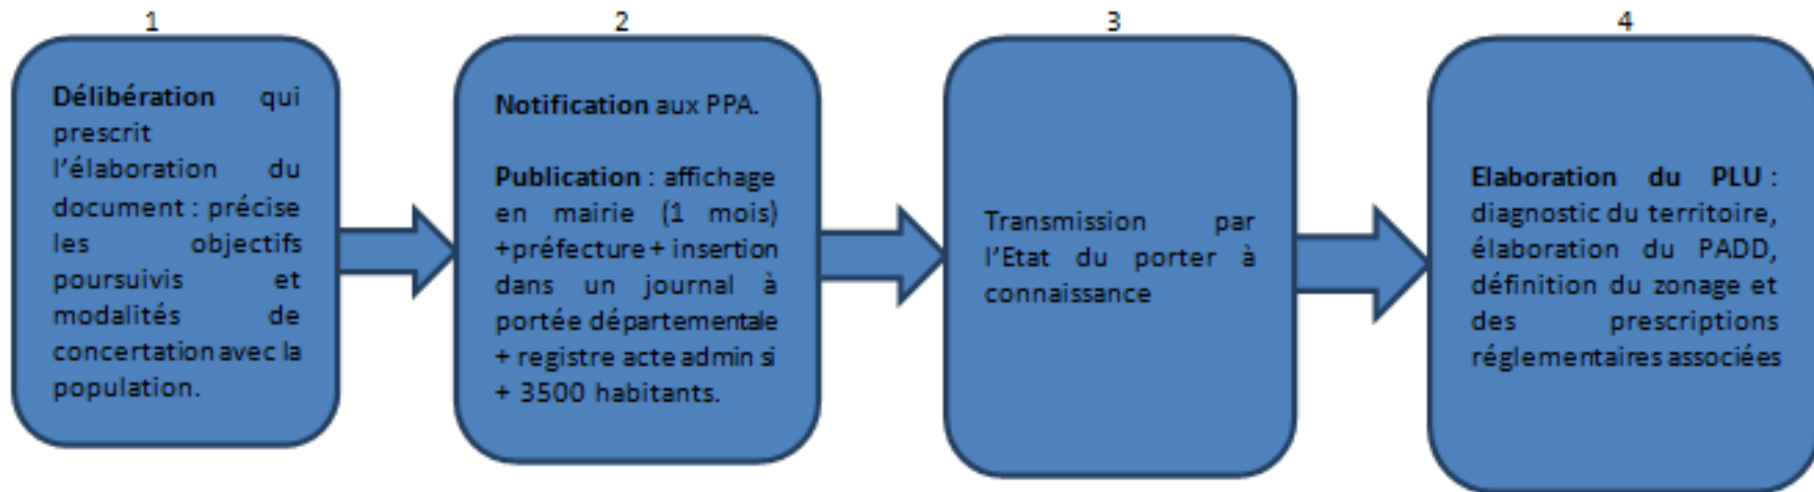 1
Délibération qui
prescrit
l'élaboration du
document : précise
les objectifs
poursuivis et
modalités de
concertation avec la
population.
2
Notification aux PPA.
Publication : affichage
en mairie (1 mois)
+préfecture + insertion
dans un journal à
portée départementale
+ registre acte admin si
+ 3500 habitants.
3
Transmission par
l'Etat du porter à
connaissance
4
Elaboration du PLU :
diagnostic du territoire,
élaboration du PADD,
définition du zonage et
des prescriptions
réglementaires associées